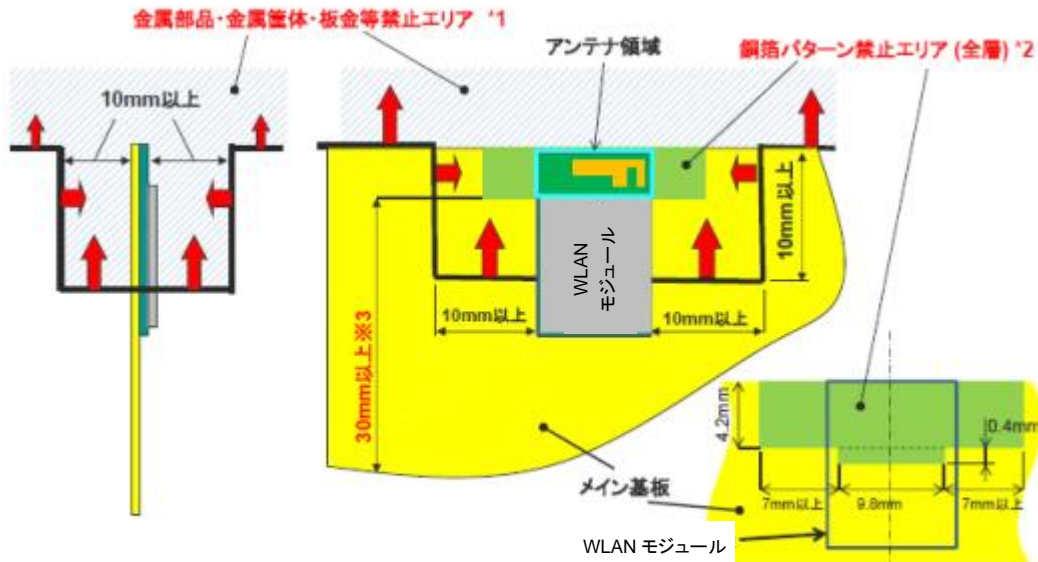 金属部品・金属筐体・板金等禁止エリア *1
アンテナ領域
銅箔パターン禁止エリア (全層) *2
10mm以上
10mm以上
WLAN
モジュール
10mm以上
10mm以上
30mm以上※3
4.2mm
0.4mm
メイン基板
7mm以上
9.8mm
7mm以上
WLAN モジュール